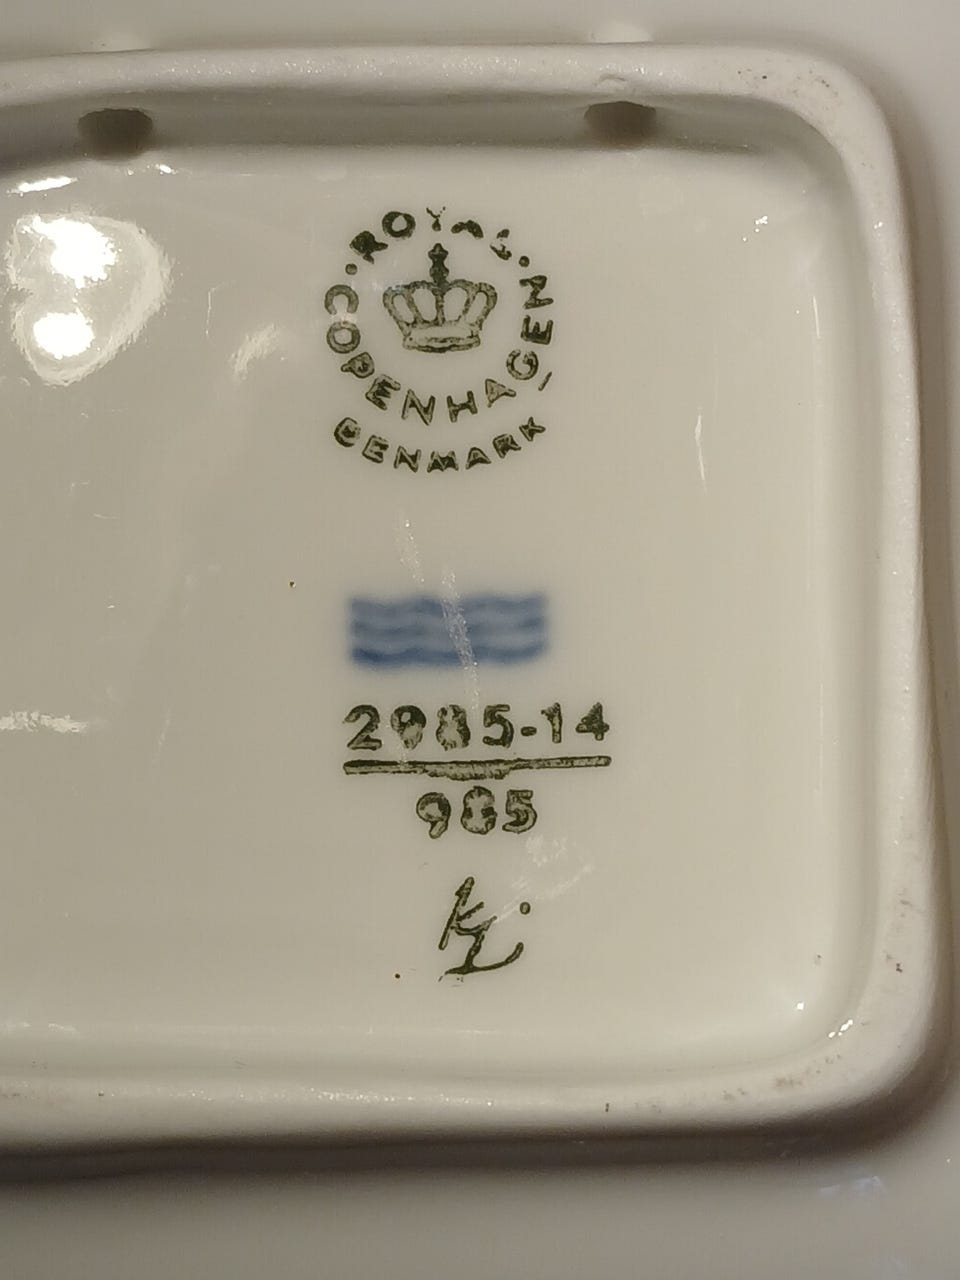 ROYAL
COPENHAGEN
DENMARK
2985-14
985